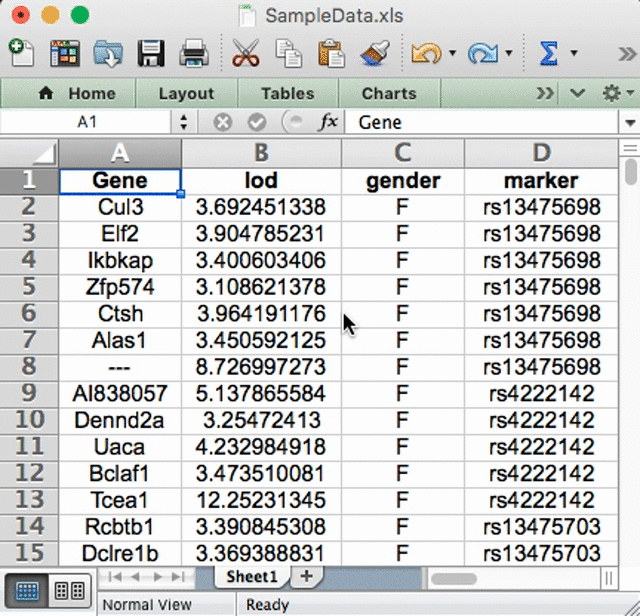 SampleData.xls
Home Layout Tables Charts
A1 fx Gene
A B C D
1 Gene lod gender marker
2 Cul3 3.692451338 F rs13475698
3 Elf2 3.904785231 F rs13475698
4 Ikbkap 3.400603406 F rs13475698
5 Zfp574 3.108621378 F rs13475698
6 Ctsh 3.964191176 F rs13475698
7 Alas1 3.450592125 F rs13475698
8 --- 8.726997273 F rs13475698
9 AI838057 5.137865584 F rs4222142
10 Dennd2a 3.25472413 F rs4222142
11 Uaca 4.232984918 F rs4222142
12 Bclaf1 3.473510081 F rs4222142
13 Tcea1 12.25231345 F rs4222142
14 Rcbtb1 3.390845308 F rs13475703
15 Dclre1b 3.369388831 F rs13475703
Sheet1
Normal View Ready